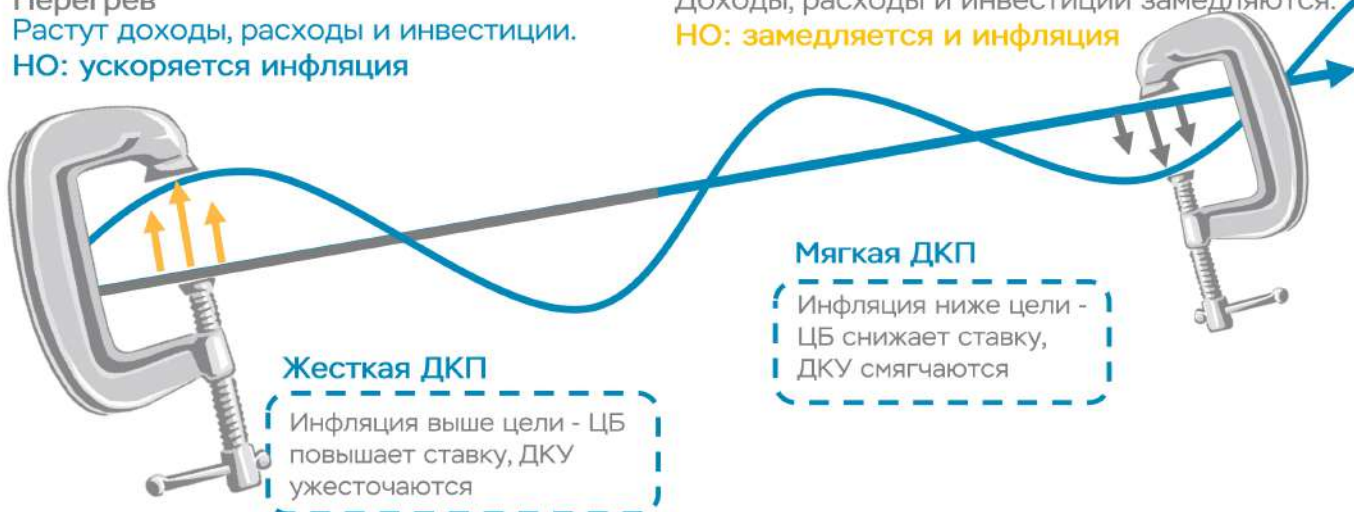 Перегрев
Растут доходы, расходы и инвестиции.
НО: ускоряется инфляция
Доходы, расходы и инвестиции замедляются.
НО: замедляется и инфляция
Мягкая ДКП
Инфляция ниже цели -
ЦБ снижает ставку,
ДКУ смягчаются
Жесткая ДКП
Инфляция выше цели - ЦБ
повышает ставку, ДКУ
ужесточаются